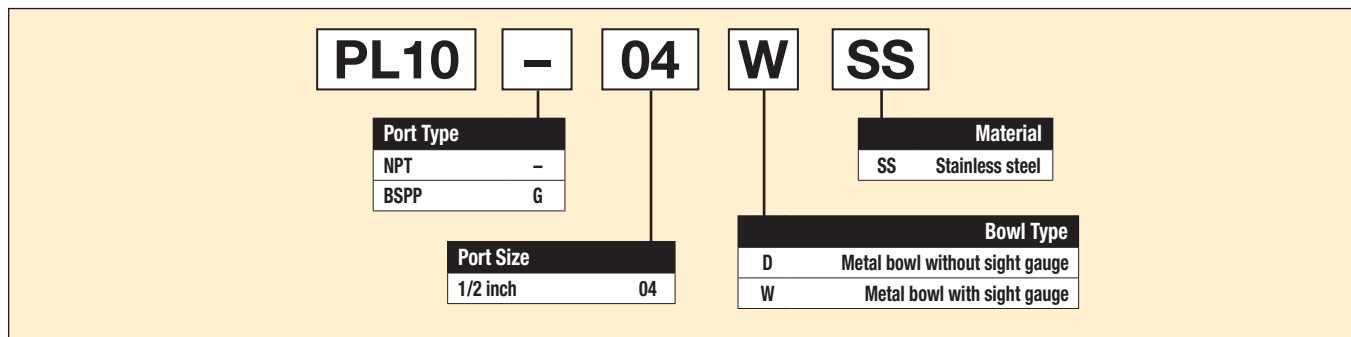 PL10 – 04 W SS
Port Type
NPT –
BSPP G
Material
SS Stainless steel
Port Size
1/2 inch 04
Bowl Type
D Metal bowl without sight gauge
W Metal bowl with sight gauge